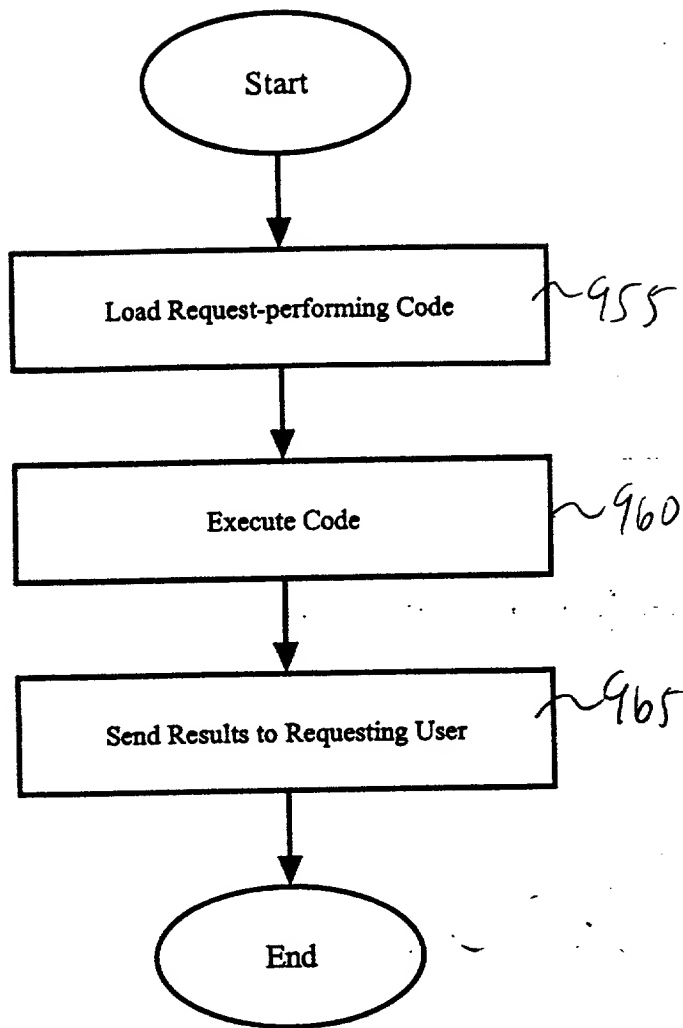 Start
Load Request-performing Code
955
Execute Code
960
Send Results to Requesting User
965
End